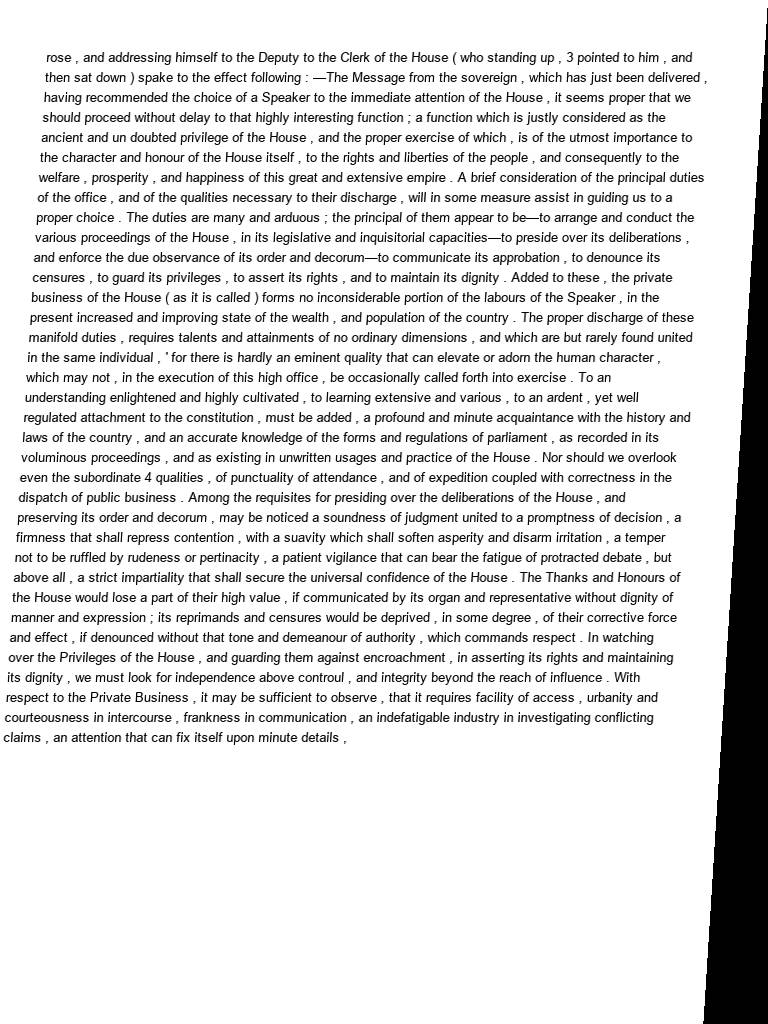 rose , and addressing himself to the Deputy to the Clerk of the House ( who standing up , 3 pointed to him , and
then sat down ) spake to the effect following : —The Message from the sovereign , which has just been delivered ,
having recommended the choice of a Speaker to the immediate attention of the House , it seems proper that we
should proceed without delay to that highly interesting function ; a function which is justly considered as the
ancient and un doubted privilege of the House , and the proper exercise of which , is of the utmost importance to
the character and honour of the House itself , to the rights and liberties of the people , and consequently to the
welfare , prosperity , and happiness of this great and extensive empire . A brief consideration of the principal duties
of the office , and of the qualities necessary to their discharge , will in some measure assist in guiding us to a
proper choice . The duties are many and arduous ; the principal of them appear to be—to arrange and conduct the
various proceedings of the House , in its legislative and inquisitorial capacities—to preside over its deliberations ,
and enforce the due observance of its order and decorum—to communicate its approbation , to denounce its
censures , to guard its privileges , to assert its rights , and to maintain its dignity . Added to these , the private
business of the House ( as it is called ) forms no inconsiderable portion of the labours of the Speaker , in the
present increased and improving state of the wealth , and population of the country . The proper discharge of these
manifold duties , requires talents and attainments of no ordinary dimensions , and which are but rarely found united
in the same individual , ' for there is hardly an eminent quality that can elevate or adorn the human character ,
which may not , in the execution of this high office , be occasionally called forth into exercise . To an
understanding enlightened and highly cultivated , to learning extensive and various , to an ardent , yet well
regulated attachment to the constitution , must be added , a profound and minute acquaintance with the history and
laws of the country , and an accurate knowledge of the forms and regulations of parliament , as recorded in its
voluminous proceedings , and as existing in unwritten usages and practice of the House . Nor should we overlook
even the subordinate 4 qualities , of punctuality of attendance , and of expedition coupled with correctness in the
dispatch of public business . Among the requisites for presiding over the deliberations of the House , and
preserving its order and decorum , may be noticed a soundness of judgment united to a promptness of decision , a
firmness that shall repress contention , with a suavity which shall soften asperity and disarm irritation , a temper
not to be ruffled by rudeness or pertinacity , a patient vigilance that can bear the fatigue of protracted debate , but
above all , a strict impartiality that shall secure the universal confidence of the House . The Thanks and Honours of
the House would lose a part of their high value , if communicated by its organ and representative without dignity of
manner and expression ; its reprimands and censures would be deprived , in some degree , of their corrective force
and effect , if denounced without that tone and demeanour of authority , which commands respect . In watching
over the Privileges of the House , and guarding them against encroachment , in asserting its rights and maintaining
its dignity , we must look for independence above controul , and integrity beyond the reach of influence . With
respect to the Private Business , it may be sufficient to observe , that it requires facility of access , urbanity and
courteousness in intercourse , frankness in communication , an indefatigable industry in investigating conflicting
claims , an attention that can fix itself upon minute details ,